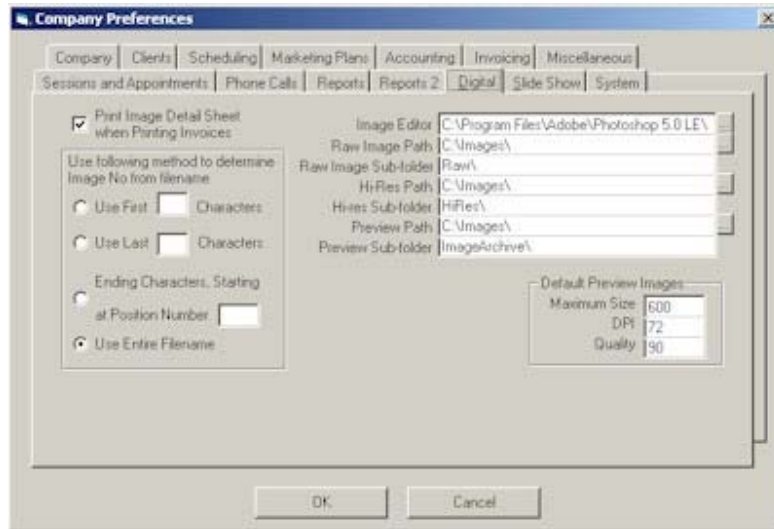 Company Preferences
Company Clients Scheduling Marketing Plans Accounting Invoicing Miscellaneous
Sessions and Appointments Phone Calls Reports Reports 2 Digital Slide Show System
Print Image Detail Sheet
when Printing Invoices
Use following method to determine
Image No from filename
Use First Characters
Use Last Characters
Ending Characters, Starting
at Position Number
Use Entire Filename
Image Editor C:\Program Files\Adobe\Photoshop 5.0 LE\ ...
Raw Image Path C:\Images\ ...
Raw Image Sub-folder Raw\
Hi-Res Path C:\Images\ ...
Hi-res Sub-folder HiRes\
Preview Path C:\Images\ ...
Preview Sub-folder ImageArchive\
Default Preview Images
Maximum Size 600
DPI 72
Quality 90
OK Cancel